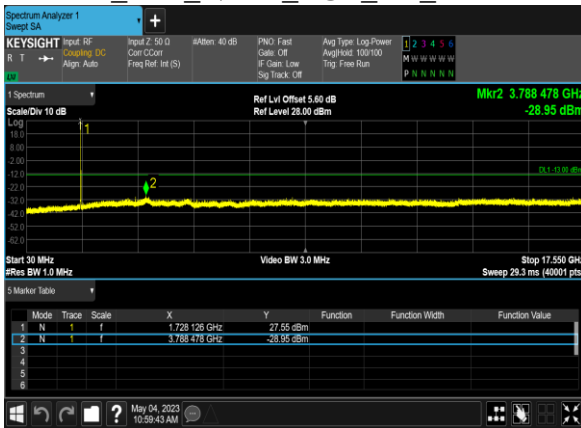 Spectrum Analyzer 1
Swept SA
KEYSIGHT Input: RF Input Z: 50 Ω #Atten: 40 dB PNO: Fast Avg Type: Log-Power 1 2 3 4 5 6
R T Coupling: DC Corr CCorr Gate: Off Avg|Hold: 100/100 M W W W W W
Align: Auto Freq Ref: Int (S) IF Gain: Low Trig: Free Run
LV Sig Track: Off P N N N N N
1 Spectrum Ref Lvl Offset 5.60 dB Mkr2 3.788 478 GHz
Scale/Div 10 dB Ref Level 28.00 dBm -28.95 dBm
Log
18.0 1
8.00
-2.00
-12.0 DL1 -13.00 dBm
-22.0 2
-32.0
-42.0
-52.0
-62.0
Start 30 MHz Video BW 3.0 MHz Stop 17.550 GHz
#Res BW 1.0 MHz Sweep 29.3 ms (40001 pts
5 Marker Table
Mode Trace Scale X Y Function Function Width Function Value
1 N 1 f 1.728 126 GHz 27.55 dBm
2 N 1 f 3.788 478 GHz -28.95 dBm
3
4
5
6
? May 04, 2023
10:59:43 AM